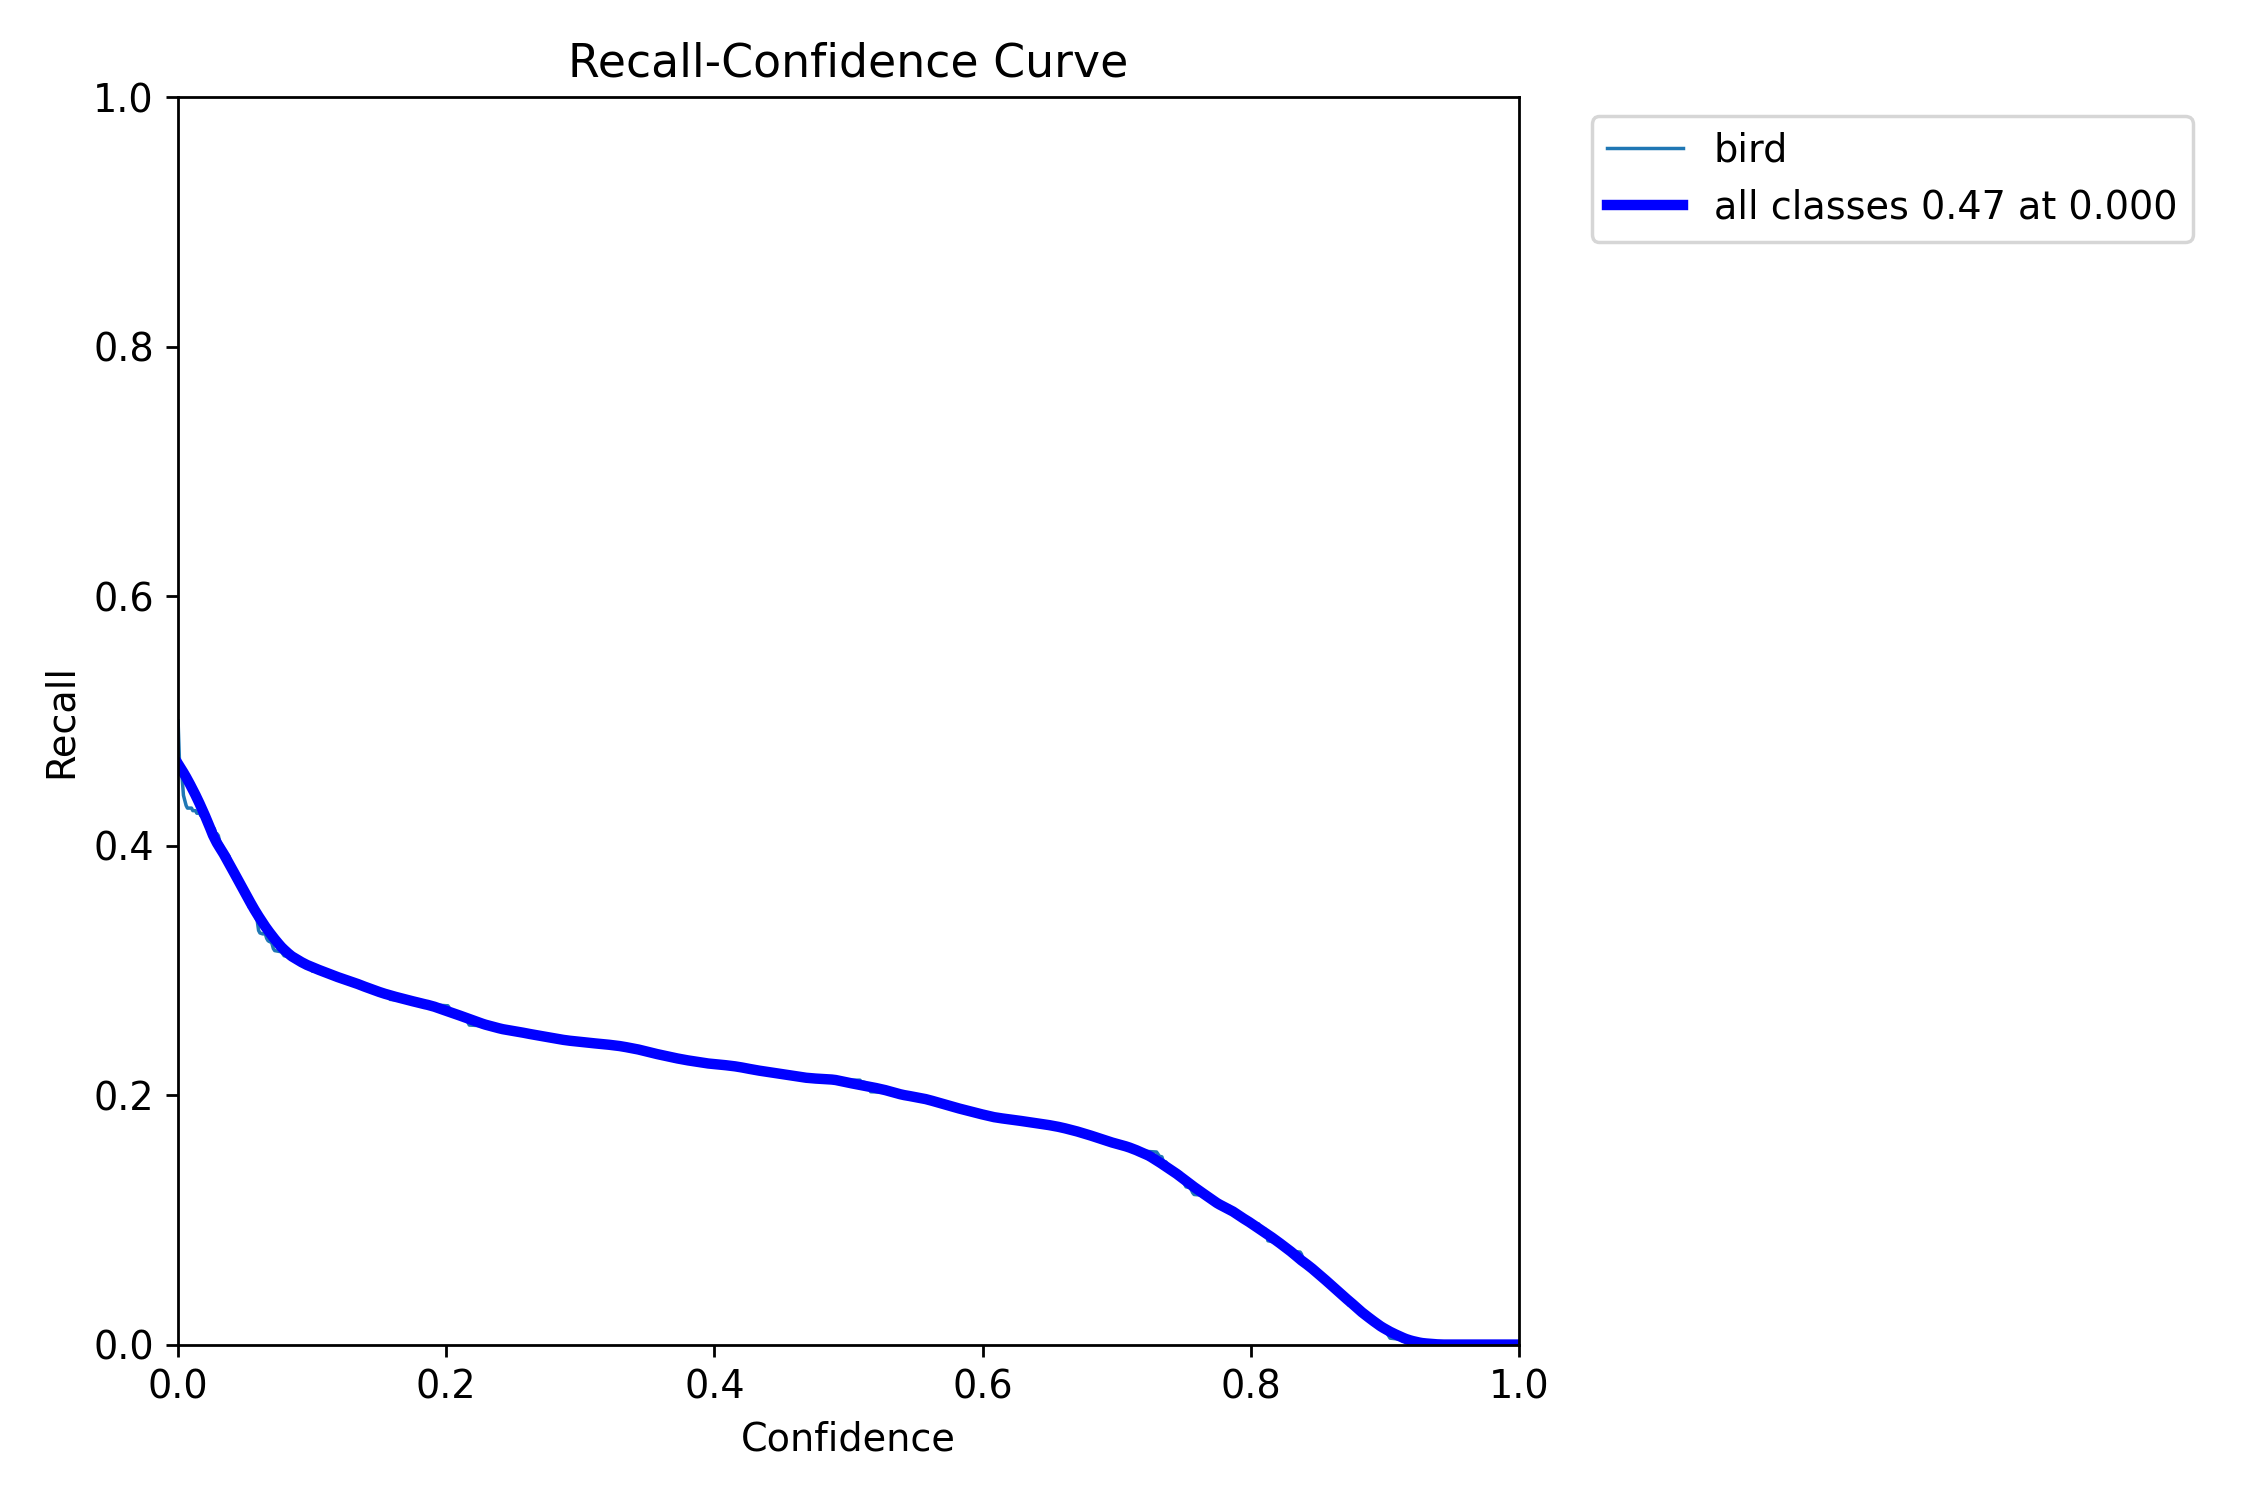 Recall-Confidence Curve
1.0
0.8
0.6
0.4
0.2
0.0
Recall
0.0 0.2 0.4 0.6 0.8 1.0
Confidence
bird
all classes 0.47 at 0.000